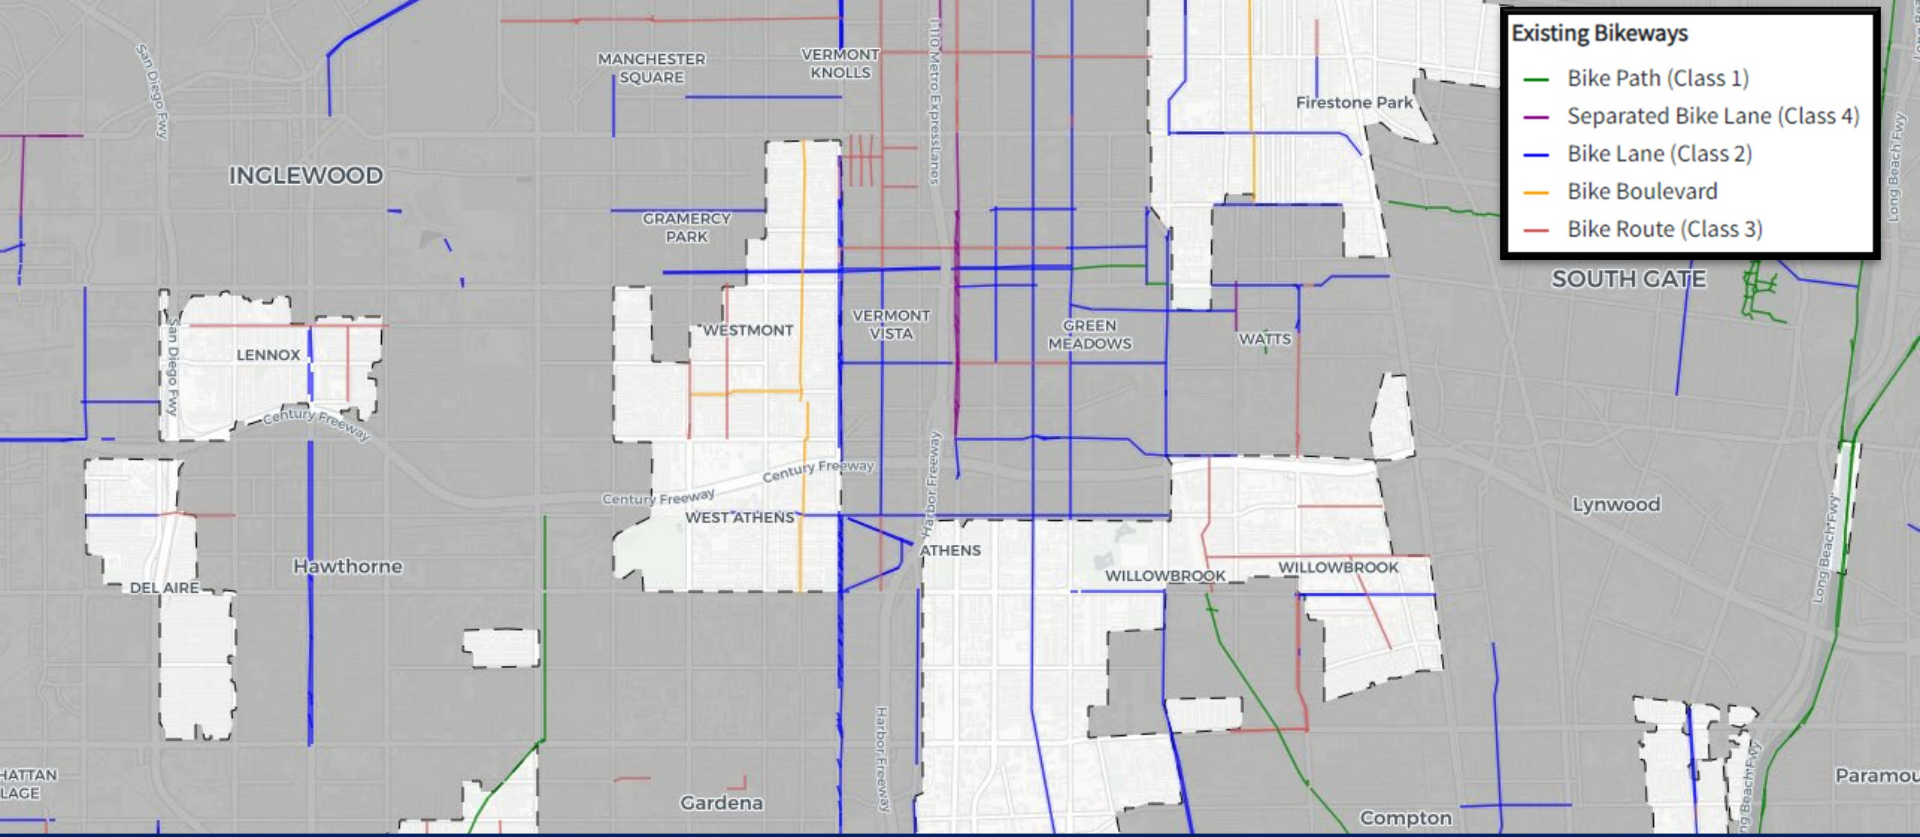 Existing Bikeways
Bike Path (Class 1)
Separated Bike Lane (Class 4)
Bike Lane (Class 2)
Bike Boulevard
Bike Route (Class 3)
San Diego Fwy
MANCHESTER
SQUARE
VERMONT
KNOLLS
I-110 Metro ExpressLanes
Firestone Park
Long Beach Fwy
INGLEWOOD
GRAMERCY
PARK
SOUTH GATE
LENNOX
San Diego Fwy
Century Freeway
WESTMONT
VERMONT
VISTA
GREEN
MEADOWS
WATTS
Century Freeway
Century Freeway
Harbor Freeway
WEST ATHENS
ATHENS
Lynwood
Long Beach Fwy
Hawthorne
DEL AIRE
WILLOWBROOK
WILLOWBROOK
Harbor Freeway
HATTAN
LAGE
Gardena
Compton
ng Beach Fwy
Paramou